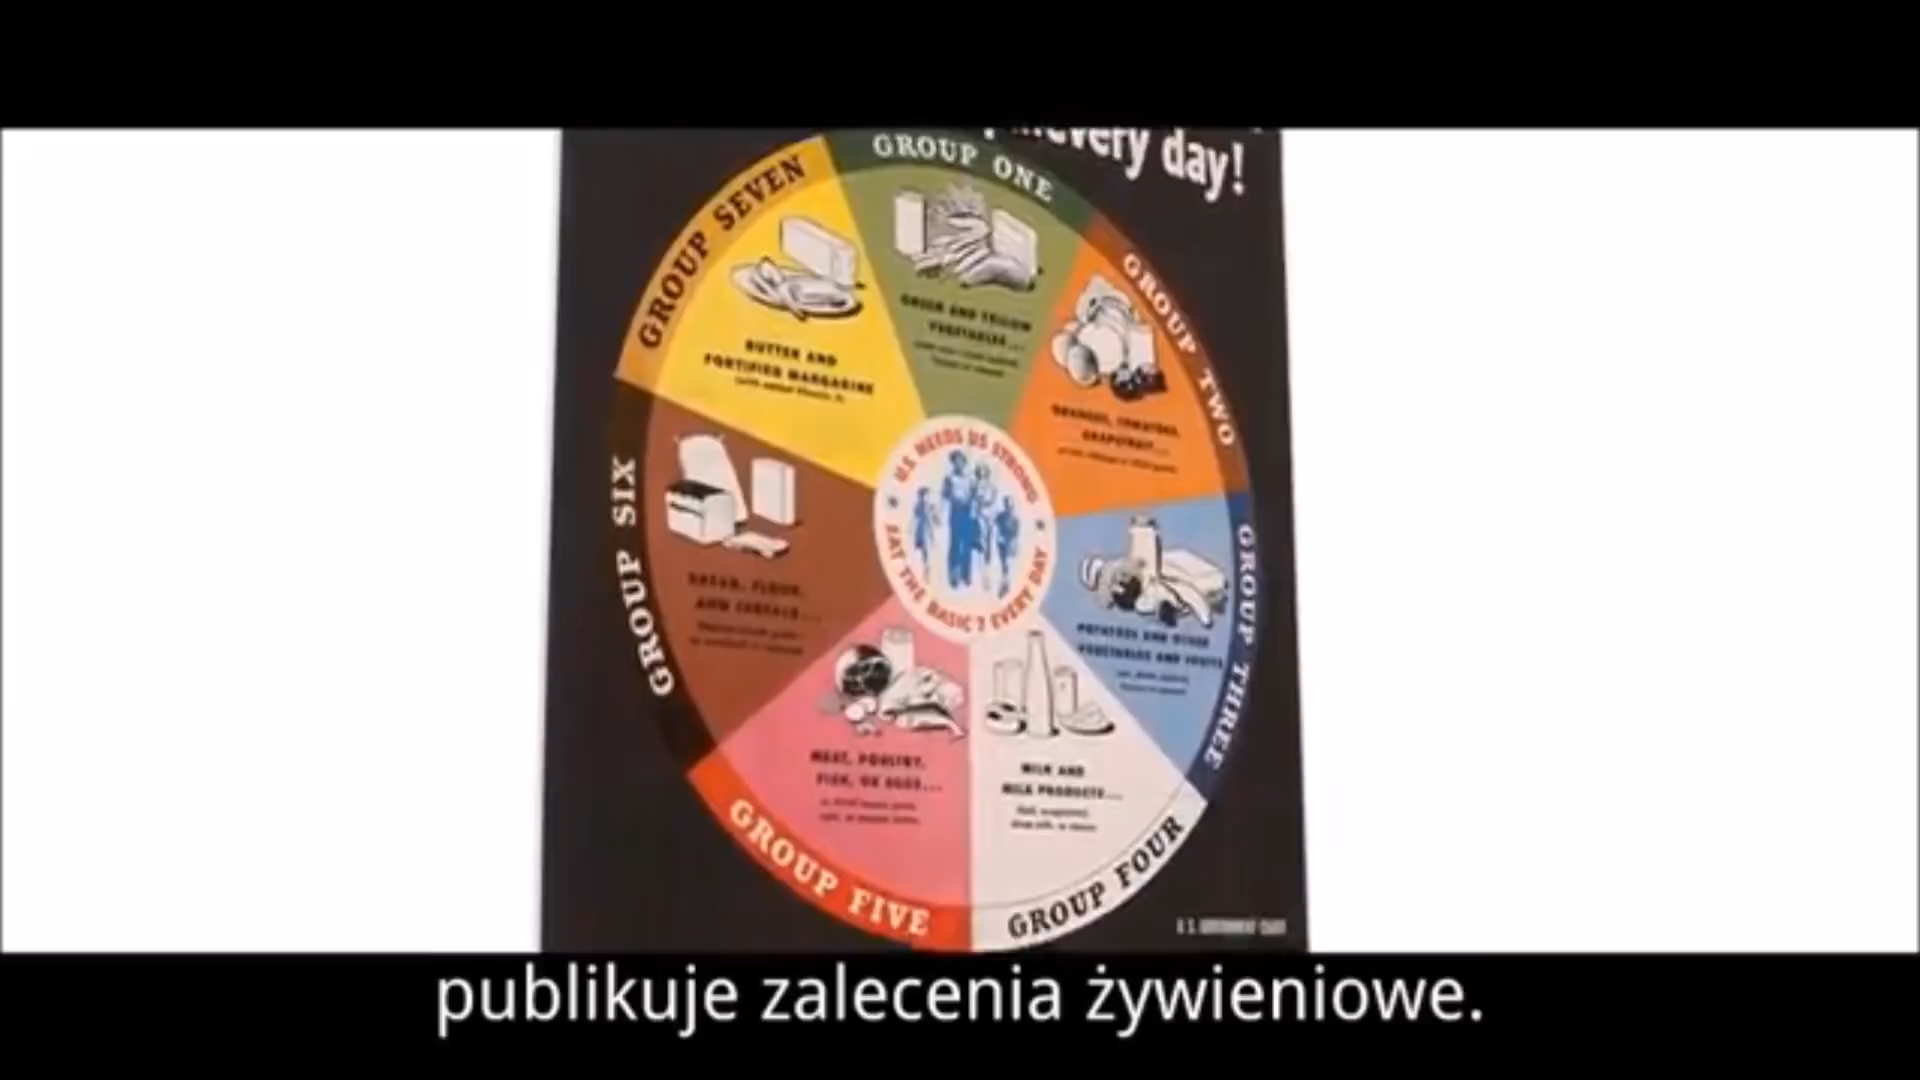 every day!
GROUP ONE
GROUP TWO
GROUP THREE
GROUP FOUR
GROUP FIVE
GROUP SIX
GROUP SEVEN
GREEN AND YELLOW
VEGETABLES...
ORANGES, TOMATOES,
GRAPEFRUIT...
POTATOES AND OTHER
VEGETABLES AND FRUITS
MILK AND
MILK PRODUCTS...
MEAT, POULTRY,
FISH, OR EGGS...
BREAD, FLOUR,
AND CEREALS...
BUTTER AND
FORTIFIED MARGARINE
U.S. NEEDS US STRONG
EAT THE BASIC 7 EVERY DAY
U.S. GOVERNMENT CHART
publikuje zalecenia żywieniowe.